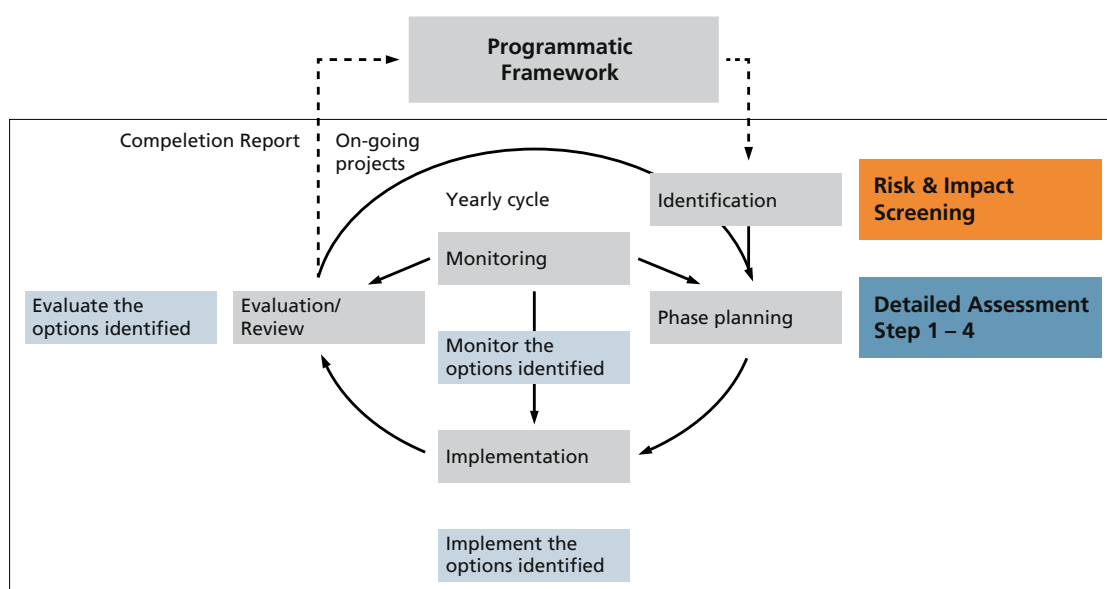 Programmatic
Framework
Compeletion Report
On-going
projects
Yearly cycle
Identification
Risk & Impact
Screening
Monitoring
Evaluate the
options identified
Evaluation/
Review
Phase planning
Detailed Assessment
Step 1 – 4
Monitor the
options identified
Implementation
Implement the
options identified